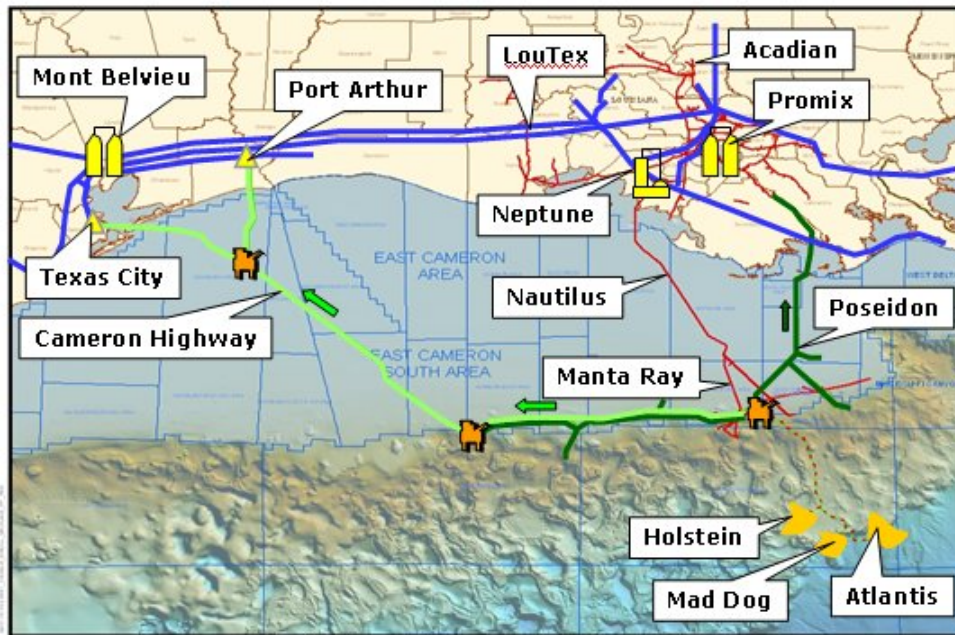 LouTex
Acadian
Mont Belvieu
Port Arthur
Promix
Neptune
Texas City
EAST CAMERON
AREA
Nautilus
Poseidon
Cameron Highway
EAST CAMERON
SOUTH AREA
Manta Ray
Holstein
Mad Dog
Atlantis